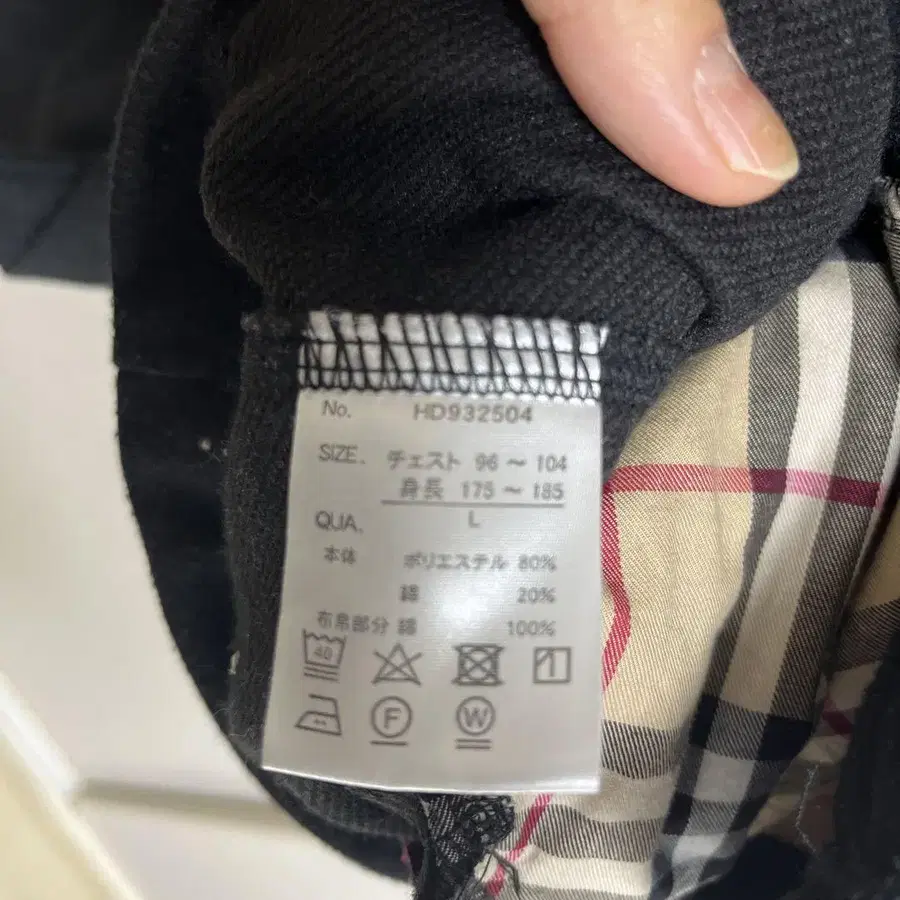 No. HD932504
SIZE. チェスト 96 ～ 104
身長 175 ～ 185
L
QUA.
本体 ポリエステル 80%
綿 20%
布帛部分 綿 100%
40
F W